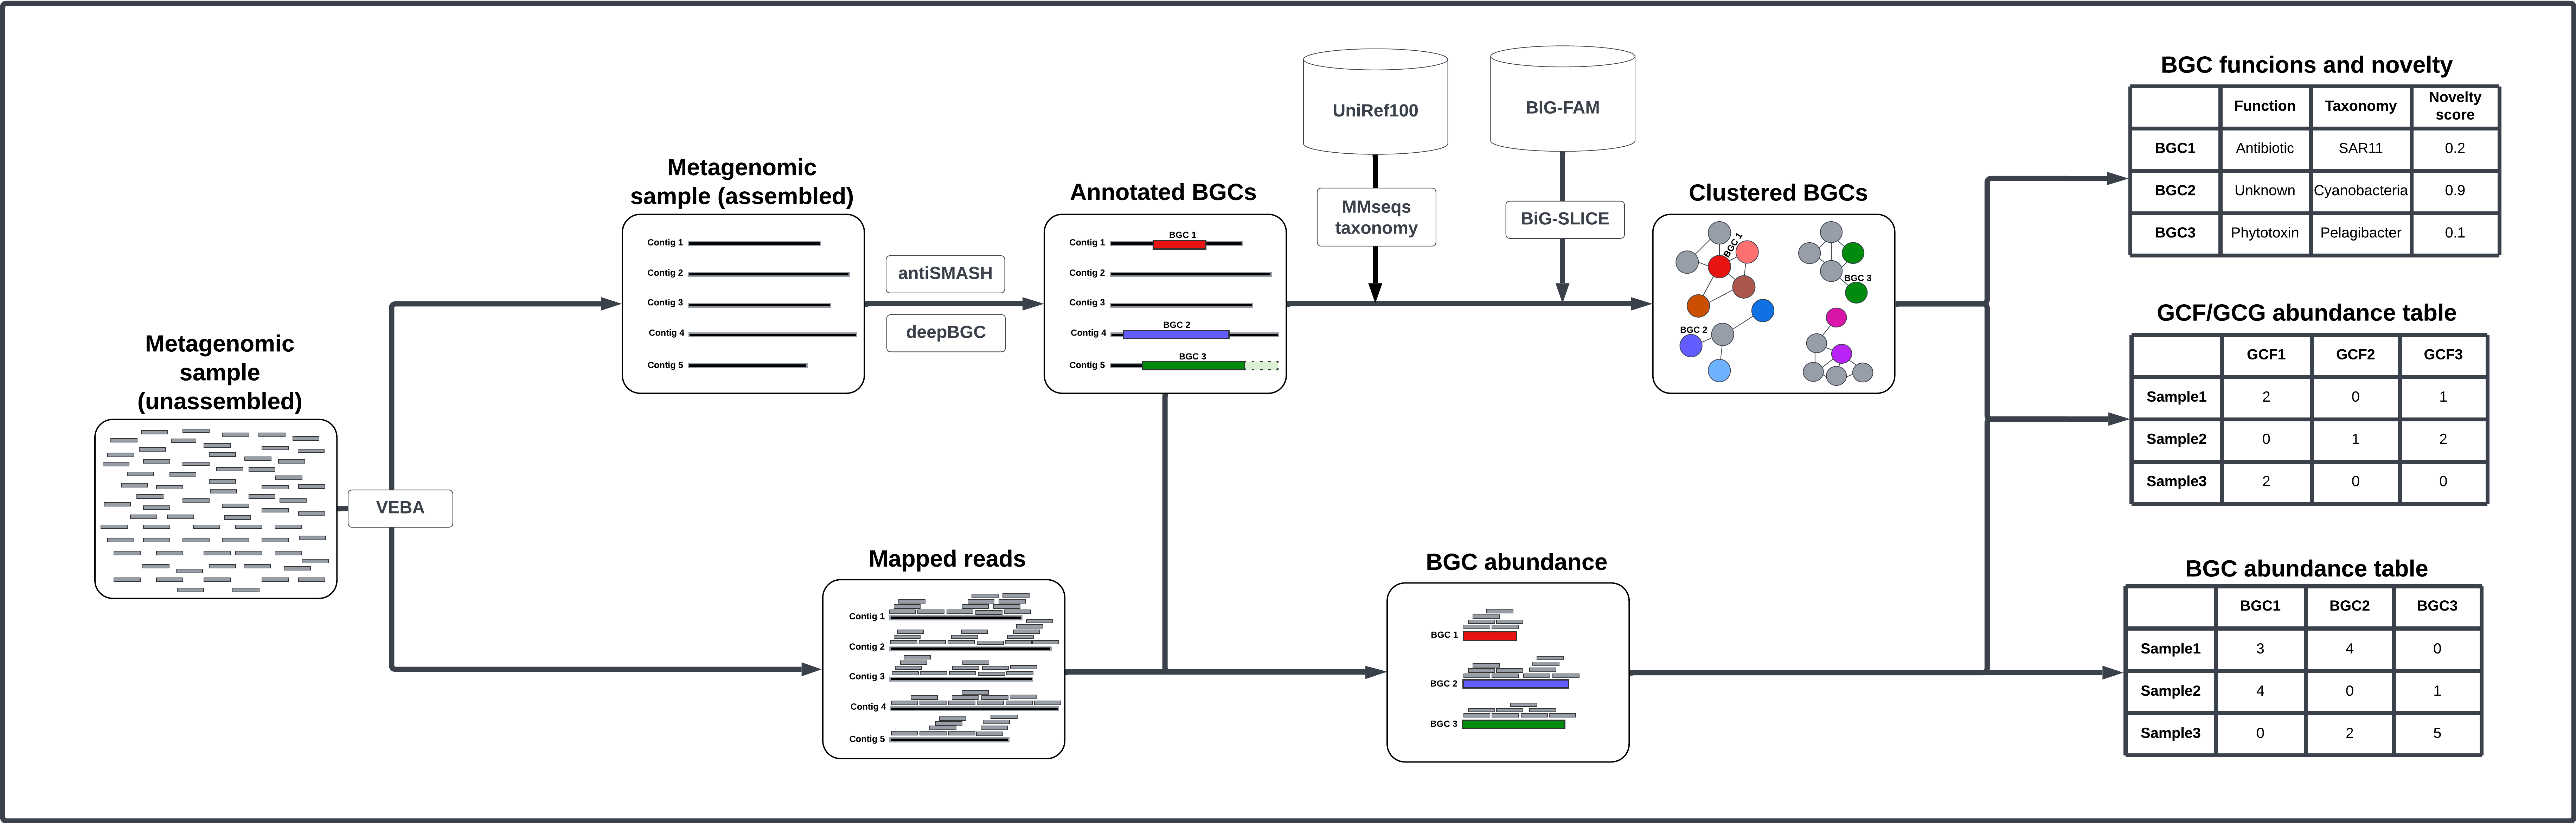 Metagenomic
sample
(unassembled)
VEBA
Metagenomic
sample (assembled)
Contig 1
Contig 2
Contig 3
Contig 4
Contig 5
antiSMASH
deepBGC
Annotated BGCs
Contig 1
BGC 1
Contig 2
Contig 3
Contig 4
BGC 2
Contig 5
BGC 3
UniRef100
MMseqs
taxonomy
BIG-FAM
BiG-SLICE
Clustered BGCs
BGC 1
BGC 2
BGC 3
Mapped reads
Contig 1
Contig 2
Contig 3
Contig 4
Contig 5
BGC abundance
BGC 1
BGC 2
BGC 3
BGC funcions and novelty
Function Taxonomy Novelty score
BGC1 Antibiotic SAR11 0.2
BGC2 Unknown Cyanobacteria 0.9
BGC3 Phytotoxin Pelagibacter 0.1
GCF/GCG abundance table
GCF1 GCF2 GCF3
Sample1 2 0 1
Sample2 0 1 2
Sample3 2 0 0
BGC abundance table
BGC1 BGC2 BGC3
Sample1 3 4 0
Sample2 4 0 1
Sample3 0 2 5